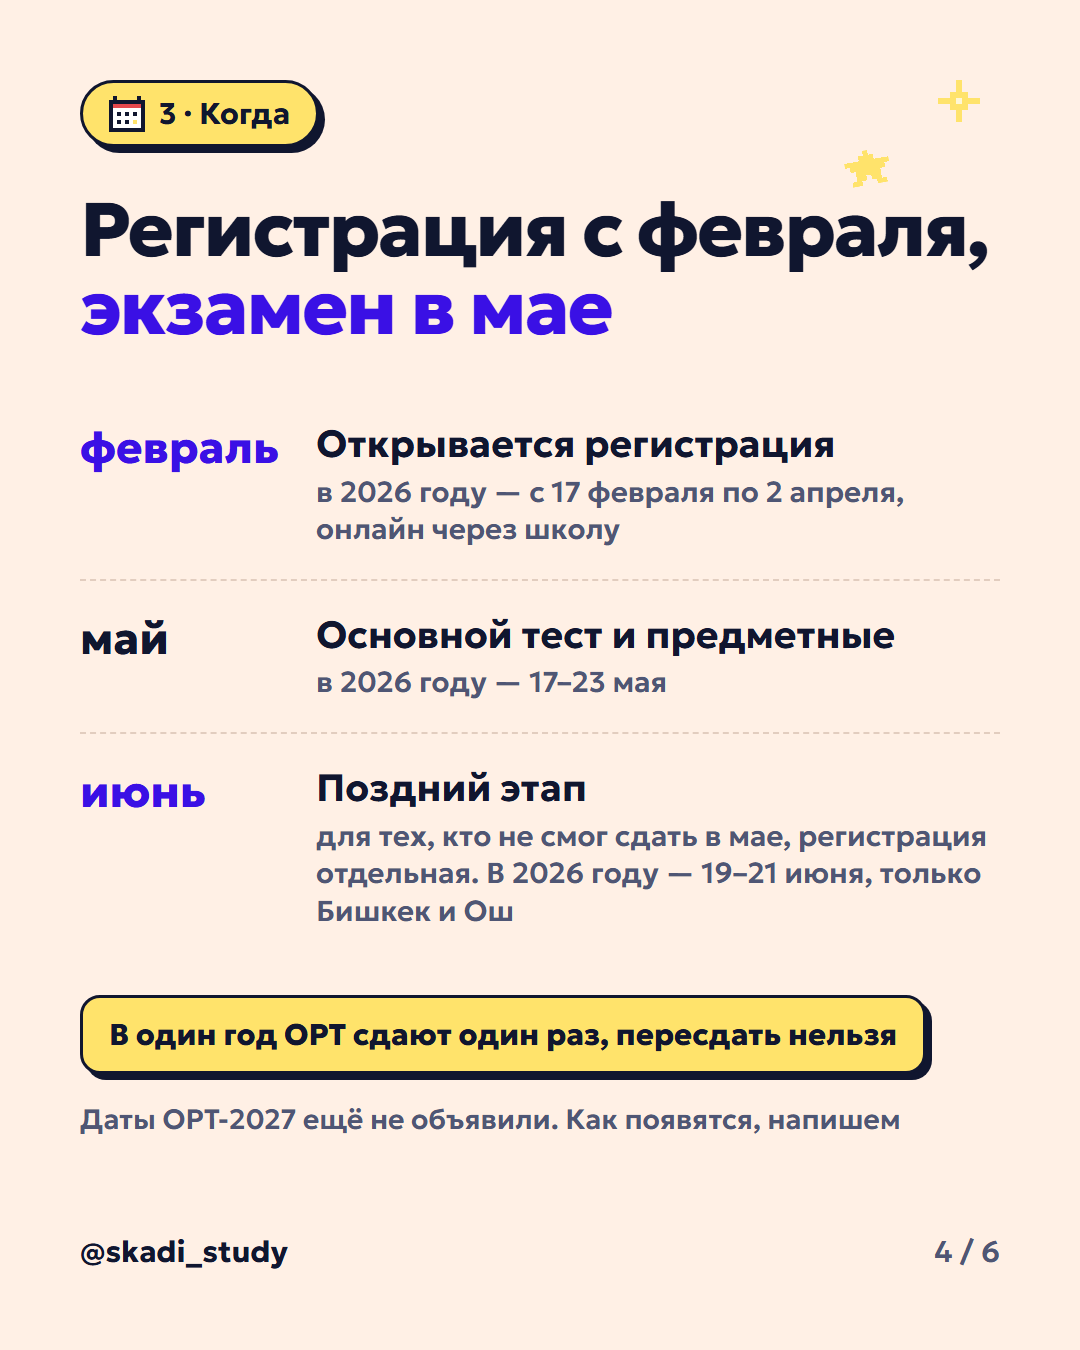 3 · Когда
Регистрация с февраля,
экзамен в мае
февраль
Открывается регистрация
в 2026 году — с 17 февраля по 2 апреля,
онлайн через школу
май
Основной тест и предметные
в 2026 году — 17–23 мая
июнь
Поздний этап
для тех, кто не смог сдать в мае, регистрация
отдельная. В 2026 году — 19–21 июня, только
Бишкек и Ош
В один год ОРТ сдают один раз, пересдать нельзя
Даты ОРТ-2027 ещё не объявили. Как появятся, напишем
@skadi_study
4 / 6